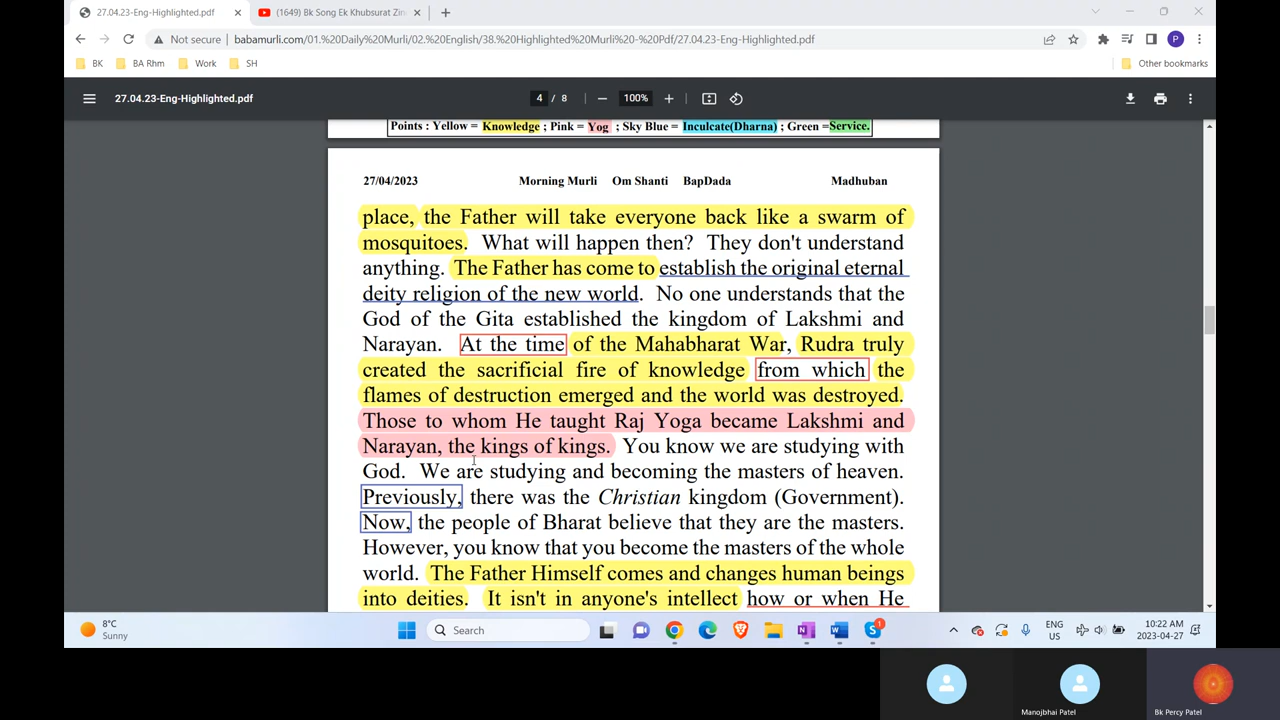 27.04.23-Eng-Highlighted.pdf
(1649) Bk Song Ek Khubsurat Zin
Not secure
babamurli.com/01.%20Daily%20Murli/02.%20English/38.%20Highlighted%20Murli%20-%20Pdf/27.04.23-Eng-Highlighted.pdf
P
BK
BA Rhm
Work
SH
Other bookmarks
27.04.23-Eng-Highlighted.pdf
4 / 8
100%
Points : Yellow = Knowledge ; Pink = Yog ; Sky Blue = Inculcate(Dharna) ; Green =Service.
27/04/2023 Morning Murli Om Shanti BapDada Madhuban
place, the Father will take everyone back like a swarm of
mosquitoes. What will happen then? They don't understand
anything. The Father has come to establish the original eternal
deity religion of the new world. No one understands that the
God of the Gita established the kingdom of Lakshmi and
Narayan. At the time of the Mahabharat War, Rudra truly
created the sacrificial fire of knowledge from which the
flames of destruction emerged and the world was destroyed.
Those to whom He taught Raj Yoga became Lakshmi and
Narayan, the kings of kings. You know we are studying with
God. We are studying and becoming the masters of heaven.
Previously, there was the Christian kingdom (Government).
Now, the people of Bharat believe that they are the masters.
However, you know that you become the masters of the whole
world. The Father Himself comes and changes human beings
into deities. It isn't in anyone's intellect how or when He
8°C
Sunny
Search
1
ENG
US
10:22 AM
2023-04-27
Manojbhai Patel
Bk Percy Patel